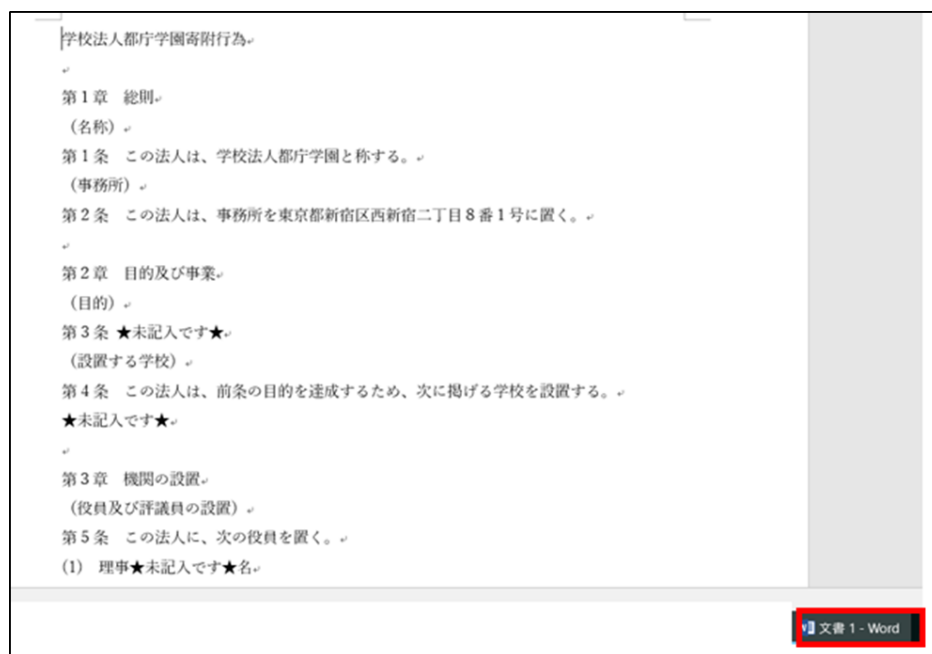 学校法人都庁学園寄附行為
第1章　総則
（名称）
第1条　この法人は、学校法人都庁学園と称する。
（事務所）
第2条　この法人は、事務所を東京都新宿区西新宿二丁目8番1号に置く。
第2章　目的及び事業
（目的）
第3条 ★未記入です★
（設置する学校）
第4条　この法人は、前条の目的を達成するため、次に掲げる学校を設置する。
★未記入です★
第3章　機関の設置
（役員及び評議員の設置）
第5条　この法人に、次の役員を置く。
(1)　理事★未記入です★名
文書 1 - Word